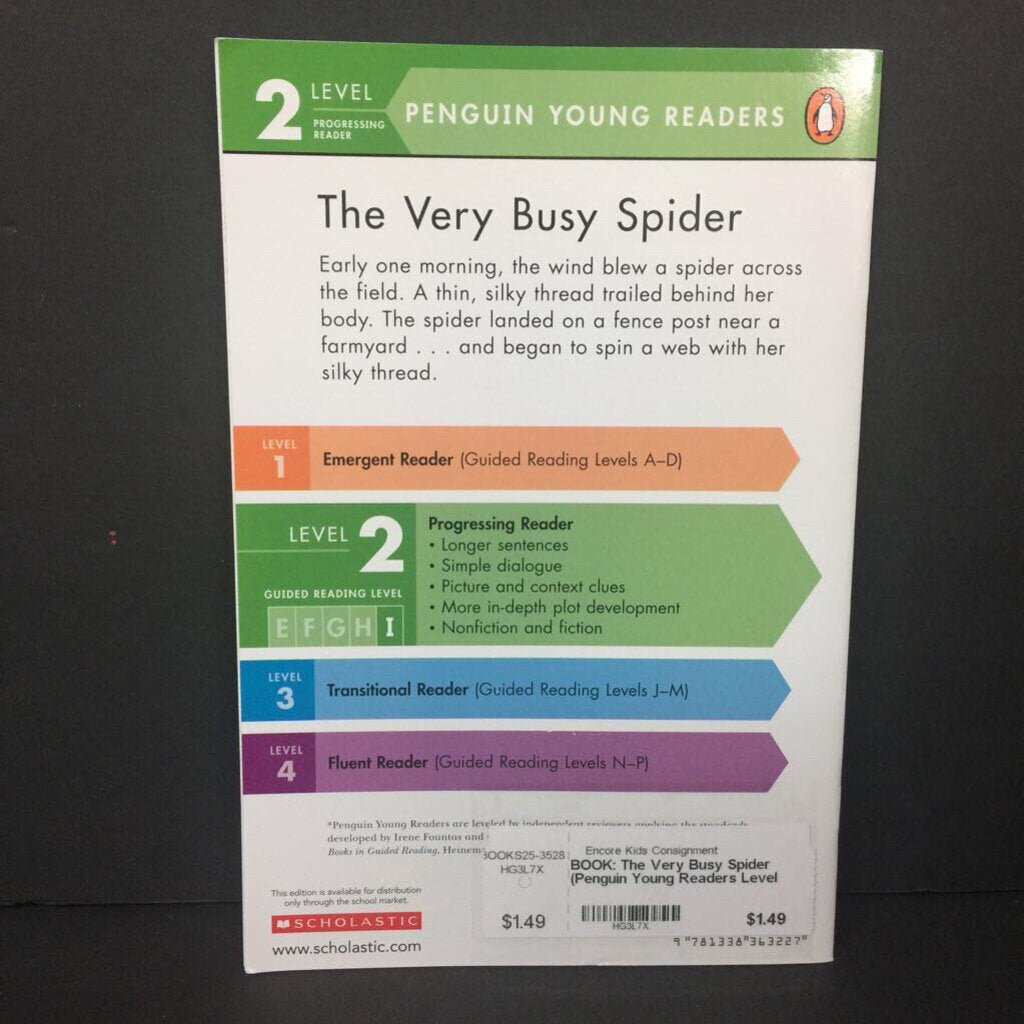 2 LEVEL
PROGRESSING
READER
PENGUIN YOUNG READERS
The Very Busy Spider
Early one morning, the wind blew a spider across
the field. A thin, silky thread trailed behind her
body. The spider landed on a fence post near a
farmyard . . . and began to spin a web with her
silky thread.
LEVEL
1
Emergent Reader (Guided Reading Levels A–D)
LEVEL 2
GUIDED READING LEVEL
E F G H I
Progressing Reader
• Longer sentences
• Simple dialogue
• Picture and context clues
• More in-depth plot development
• Nonfiction and fiction
LEVEL
3
Transitional Reader (Guided Reading Levels J–M)
LEVEL
4
Fluent Reader (Guided Reading Levels N–P)
*Penguin Young Readers are leveled by independent reviewers applying the standards
developed by Irene Fountas and
Books in Guided Reading, Heinem
This edition is available for distribution
only through the school market.
SCHOLASTIC
www.scholastic.com
BOOKS25-3528
HG3L7X
$1.49
Encore Kids Consignment
BOOK: The Very Busy Spider
(Penguin Young Readers Level
HG3L7X
$1.49
9 "781338"363227"